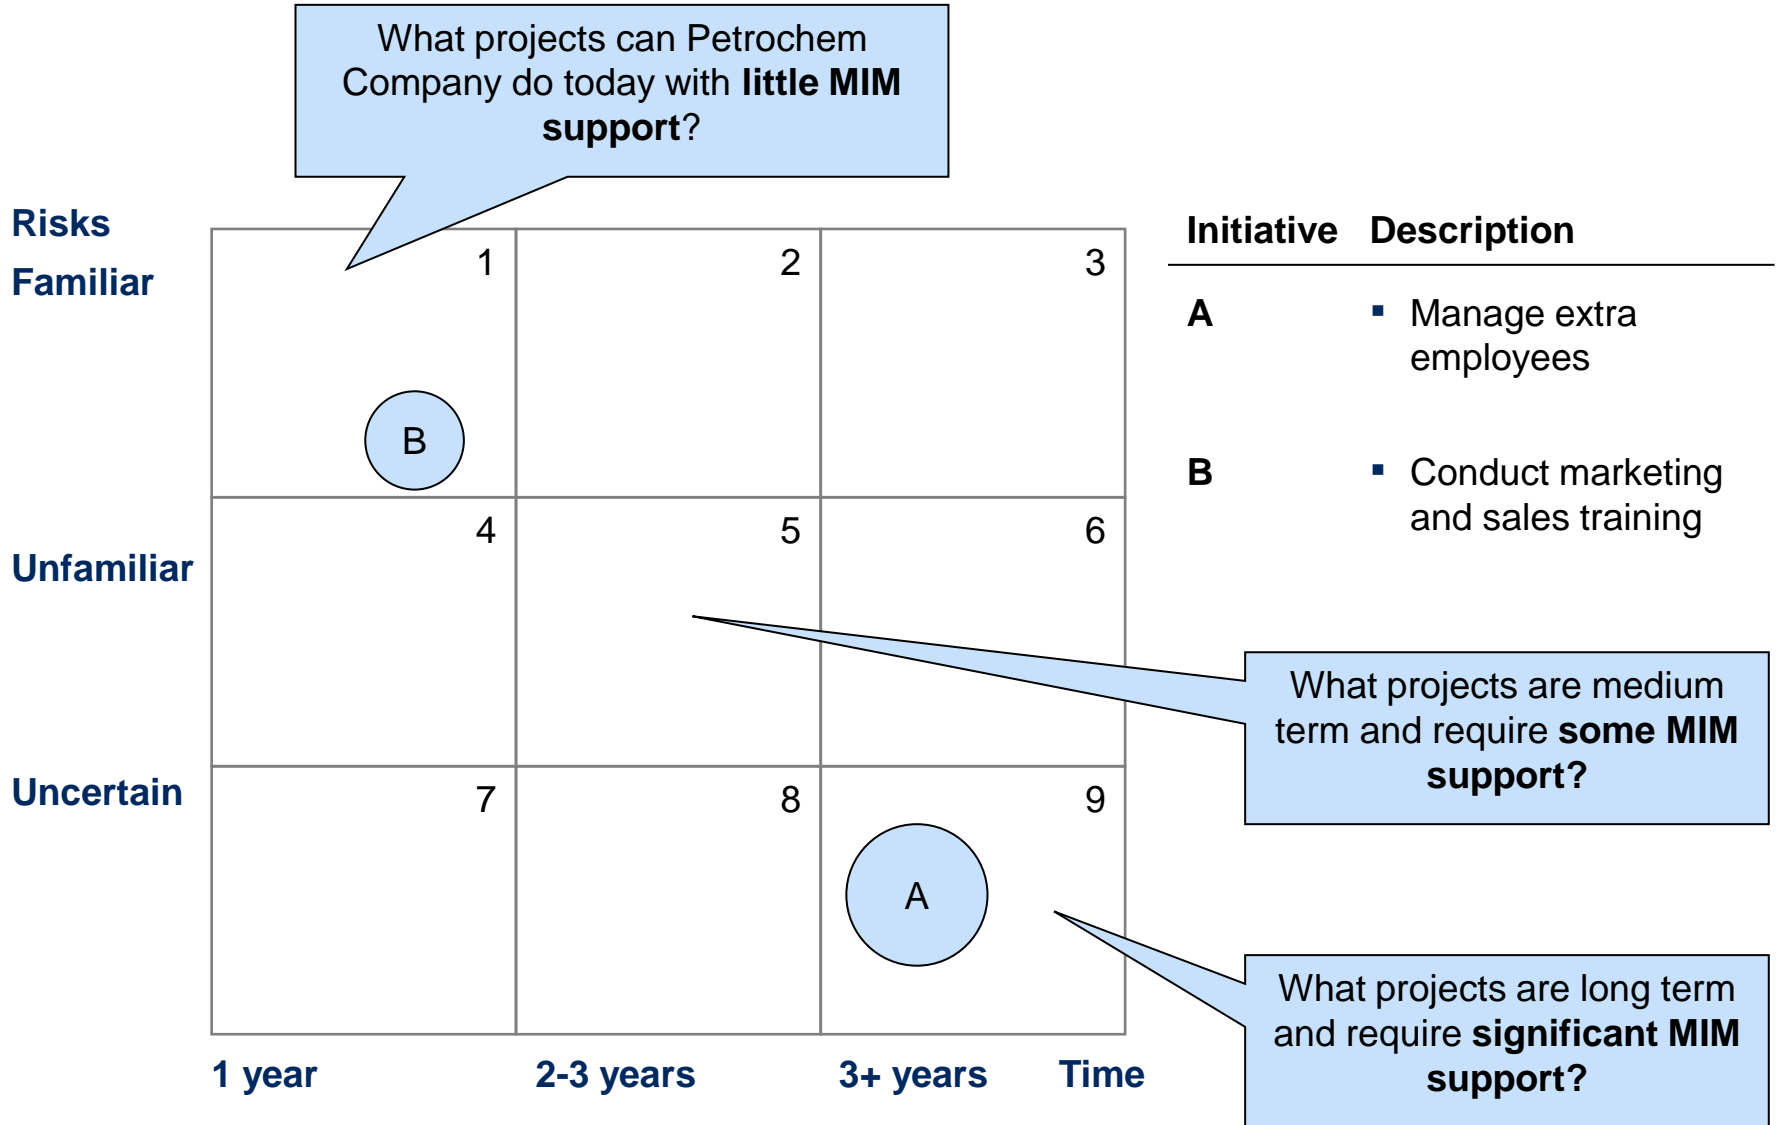 What projects can Petrochem
Company do today with little MIM
support?
Risks
Familiar
1
2
3
Initiative Description
A
▪ Manage extra
employees
B
B
▪ Conduct marketing
and sales training
4
5
6
Unfamiliar
What projects are medium
term and require some MIM
support?
Uncertain
7
8
9
A
What projects are long term
and require significant MIM
support?
1 year
2-3 years
3+ years
Time